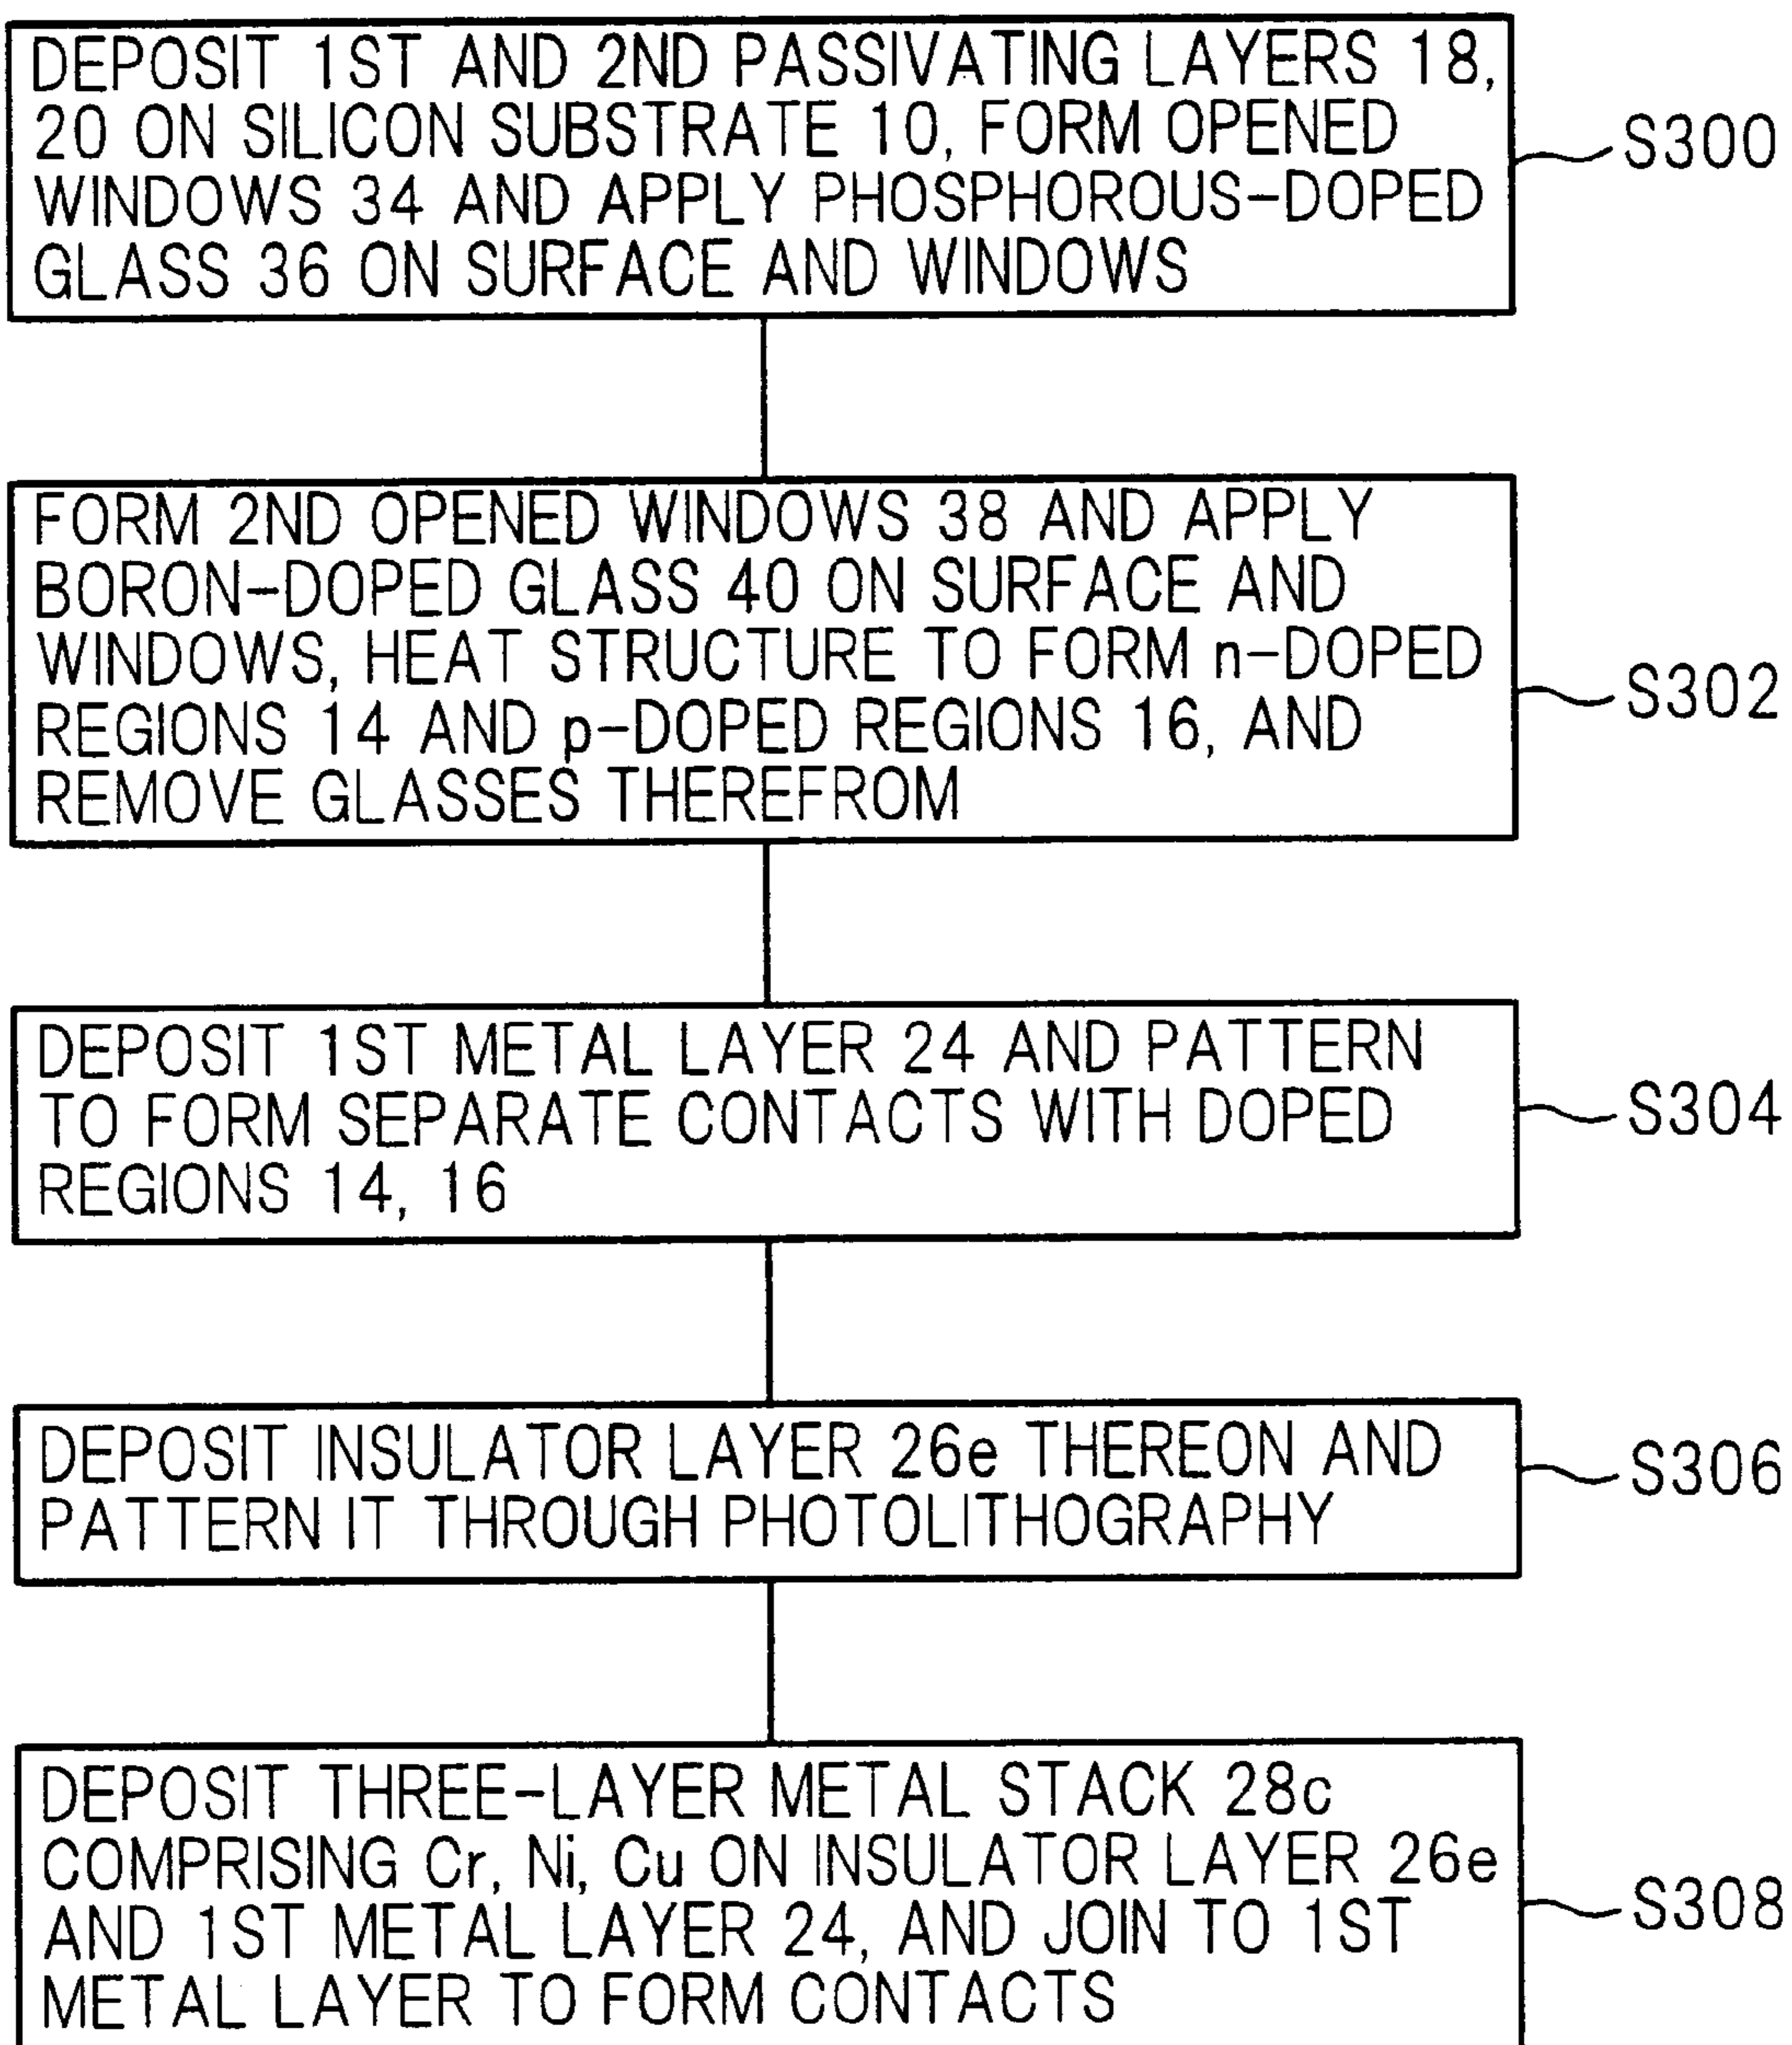 DEPOSIT 1ST AND 2ND PASSIVATING LAYERS 18,
20 ON SILICON SUBSTRATE 10, FORM OPENED
WINDOWS 34 AND APPLY PHOSPHOROUS-DOPED
GLASS 36 ON SURFACE AND WINDOWS
S300
FORM 2ND OPENED WINDOWS 38 AND APPLY
BORON-DOPED GLASS 40 ON SURFACE AND
WINDOWS, HEAT STRUCTURE TO FORM n-DOPED
REGIONS 14 AND p-DOPED REGIONS 16, AND
REMOVE GLASSES THEREFROM
S302
DEPOSIT 1ST METAL LAYER 24 AND PATTERN
TO FORM SEPARATE CONTACTS WITH DOPED
REGIONS 14, 16
S304
DEPOSIT INSULATOR LAYER 26e THEREON AND
PATTERN IT THROUGH PHOTOLITHOGRAPHY
S306
DEPOSIT THREE-LAYER METAL STACK 28c
COMPRISING Cr, Ni, Cu ON INSULATOR LAYER 26e
AND 1ST METAL LAYER 24, AND JOIN TO 1ST
METAL LAYER TO FORM CONTACTS
S308